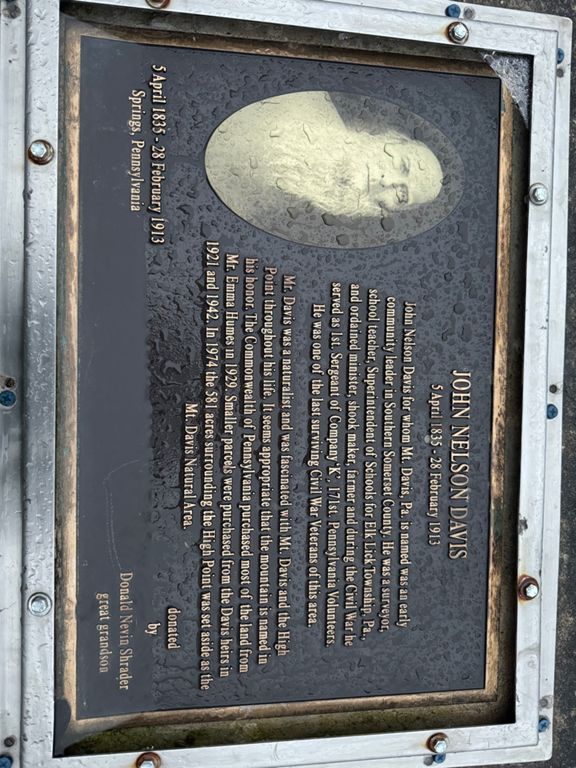 JOHN NELSON DAVIS
5 April 1835 - 28 February 1913
John Nelson Davis for whom Mt. Davis, Pa. is named was an early
community leader in Southern Somerset County. He was a surveyor,
school teacher, Superintendent of Schools for Elk Lick Township, Pa.,
and ordained minister, shook maker, farmer and during the Civil War he
served as 1st. Sergeant of Company "K", 171st. Pennsylvania Volunteers.
He was one of the last surviving Civil War Veterans of this area.
Mr. Davis was a naturalist and was fascinated with Mt. Davis and the High
Point throughout his life. It seems appropriate that the mountain is named in
his honor. The Commonwealth of Pennsylvania purchased most of the land from
Mr. Emma Humes in 1929. Smaller parcels were purchased from the Davis heirs in
1921 and 1942. In 1974 the 581 acres surrounding the High Point was set aside as the
Mt. Davis Natural Area.
5 April 1835 - 28 February 1913
Springs, Pennsylvania
donated
by
Donald Nevin Shrader
great grandson